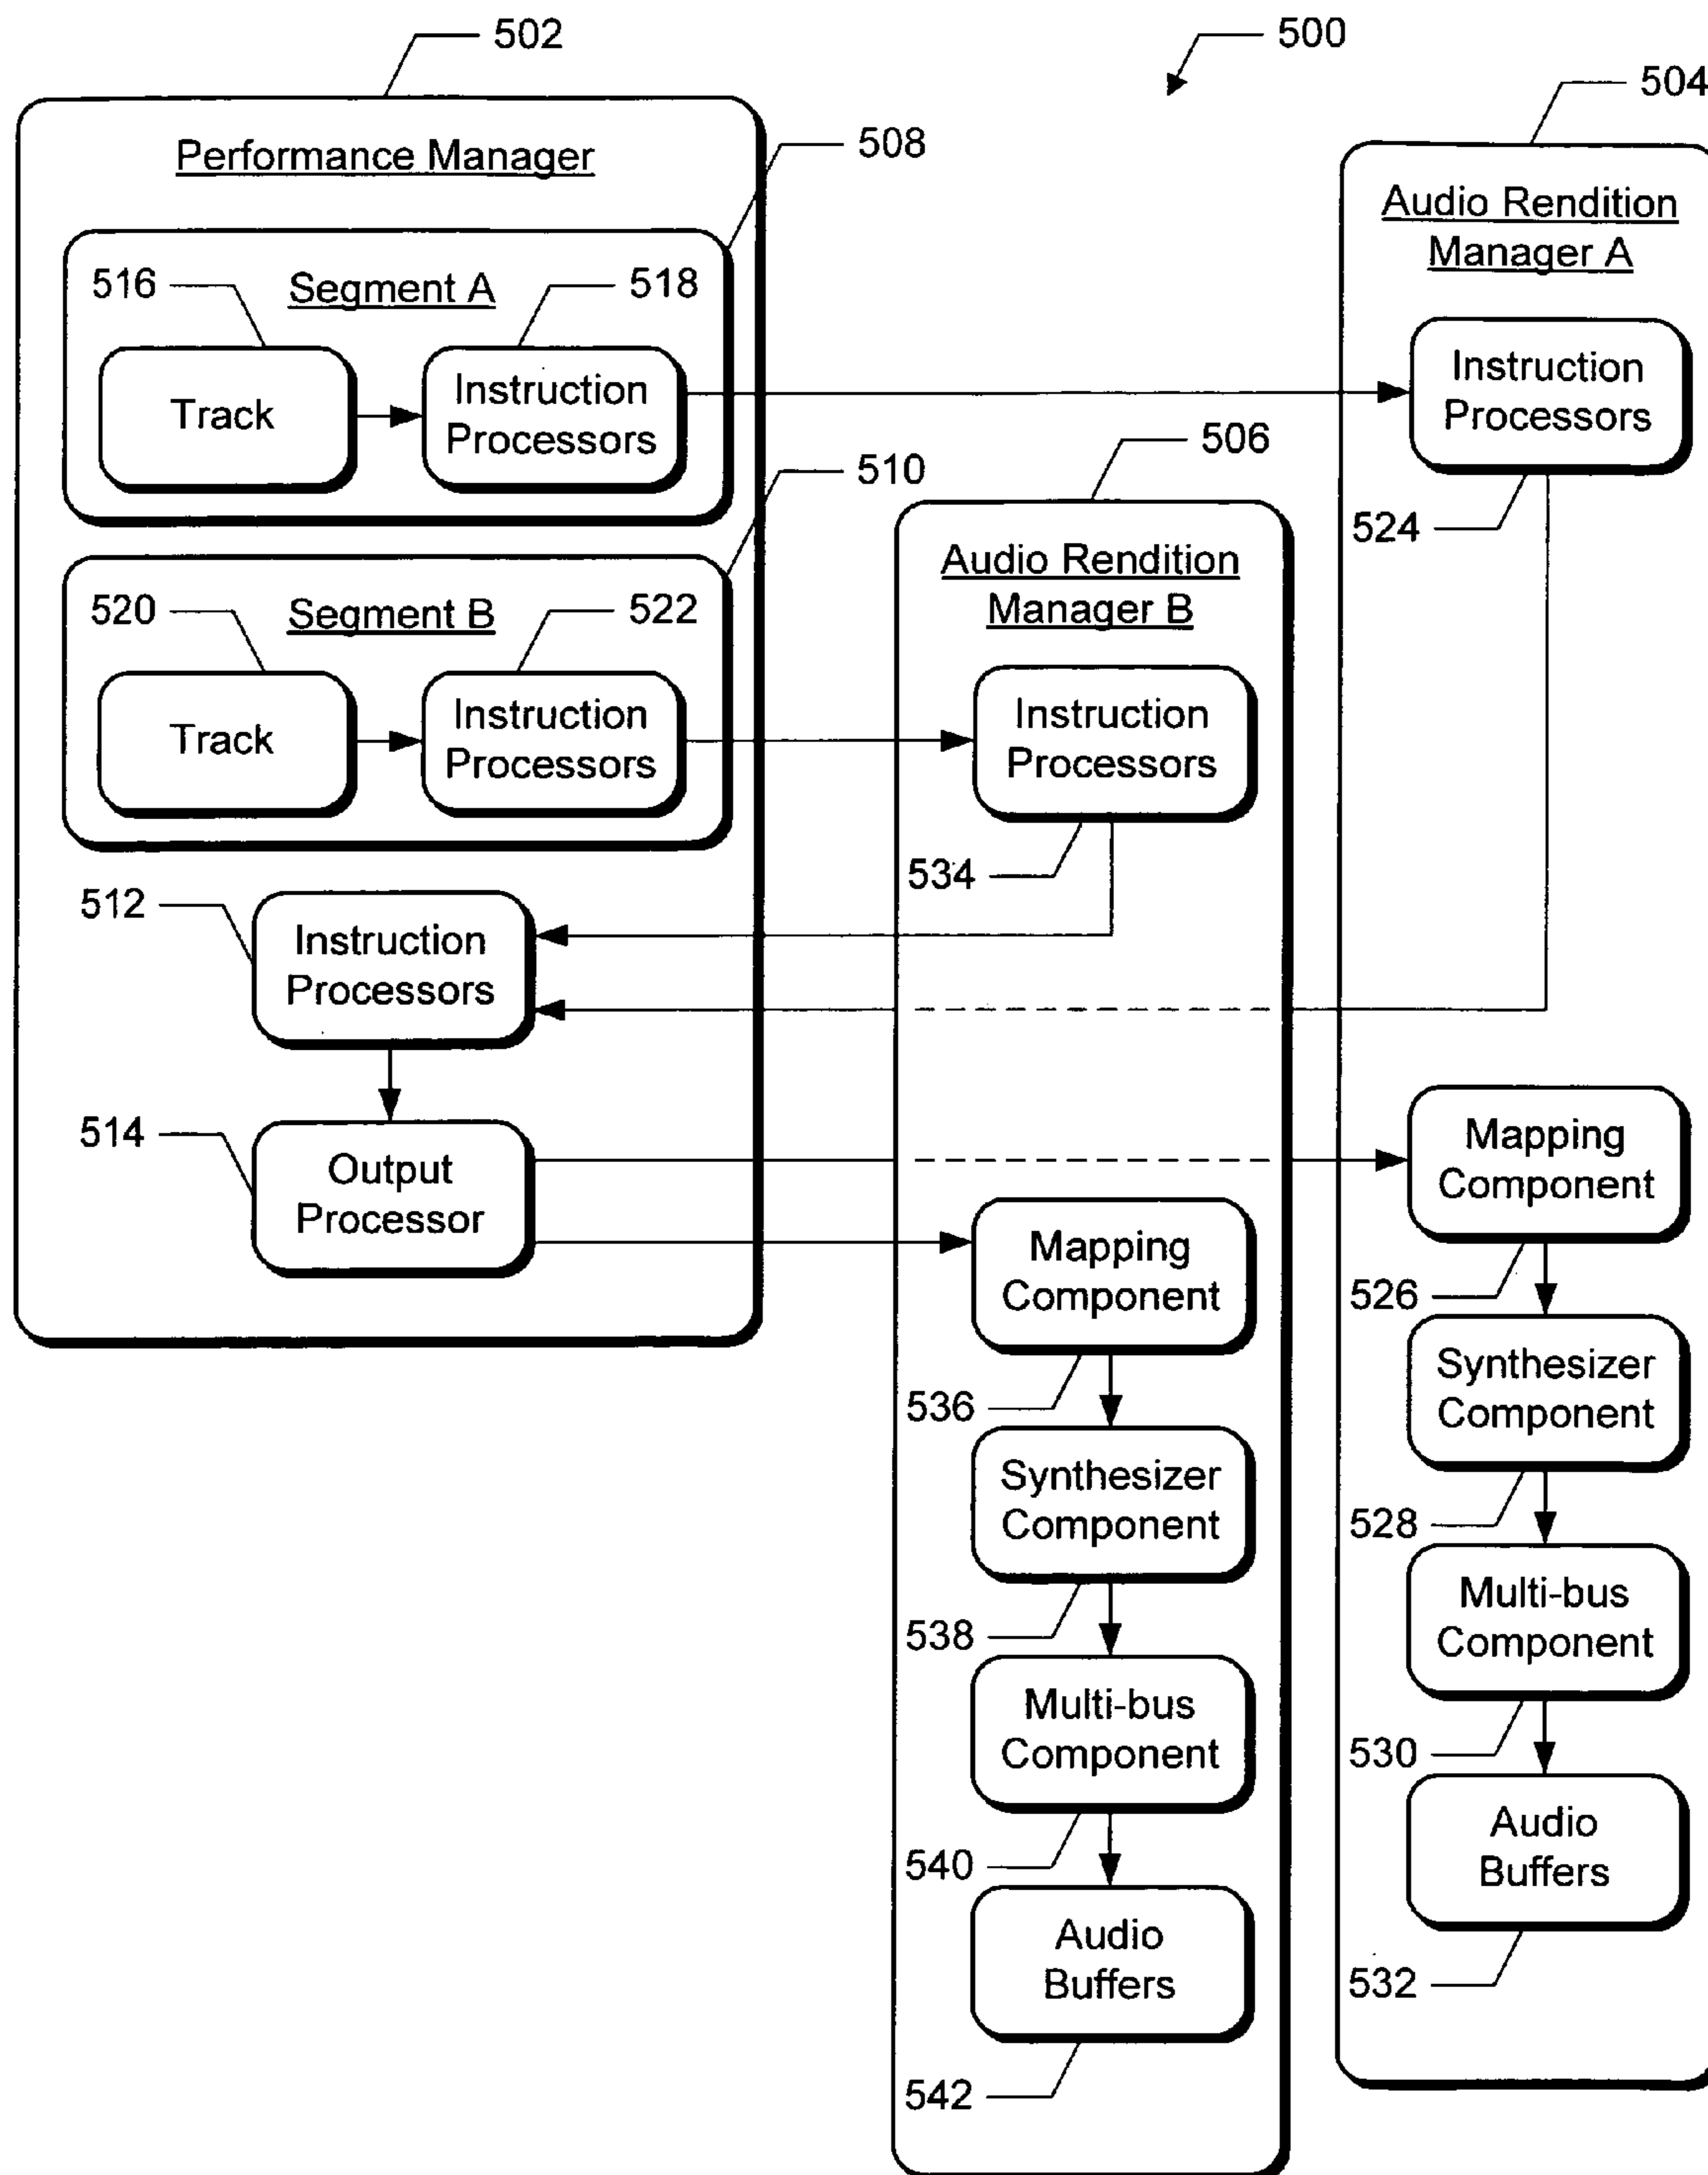 502
500
504
Performance Manager
508
Audio Rendition
Manager A
516
Segment A
518
Track
Instruction
Processors
Instruction
Processors
524
506
510
Audio Rendition
Manager B
520
Segment B
522
Track
Instruction
Processors
Instruction
Processors
534
512
Instruction
Processors
514
Output
Processor
Mapping
Component
526
Mapping
Component
536
Synthesizer
Component
528
Synthesizer
Component
538
Multi-bus
Component
530
Multi-bus
Component
540
Audio
Buffers
532
Audio
Buffers
542